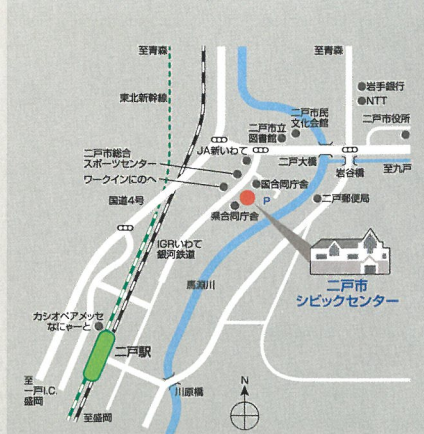 至青森
至青森
東北新幹線
岩手銀行
NTT
二戸市民
文化会館
二戸市役所
二戸市立
図書館
JA新いわて
二戸市総合
スポーツセンター
二戸大橋
岩谷橋
至九戸
ワークインにのへ
国合同庁舎
国道4号
P
二戸郵便局
県合同庁舎
IGRいわて
銀河鉄道
馬淵川
二戸市
シビックセンター
カシオペアメッセ
なにゃーと
二戸駅
至
一戸I.C.
盛岡
川原橋
N
至盛岡